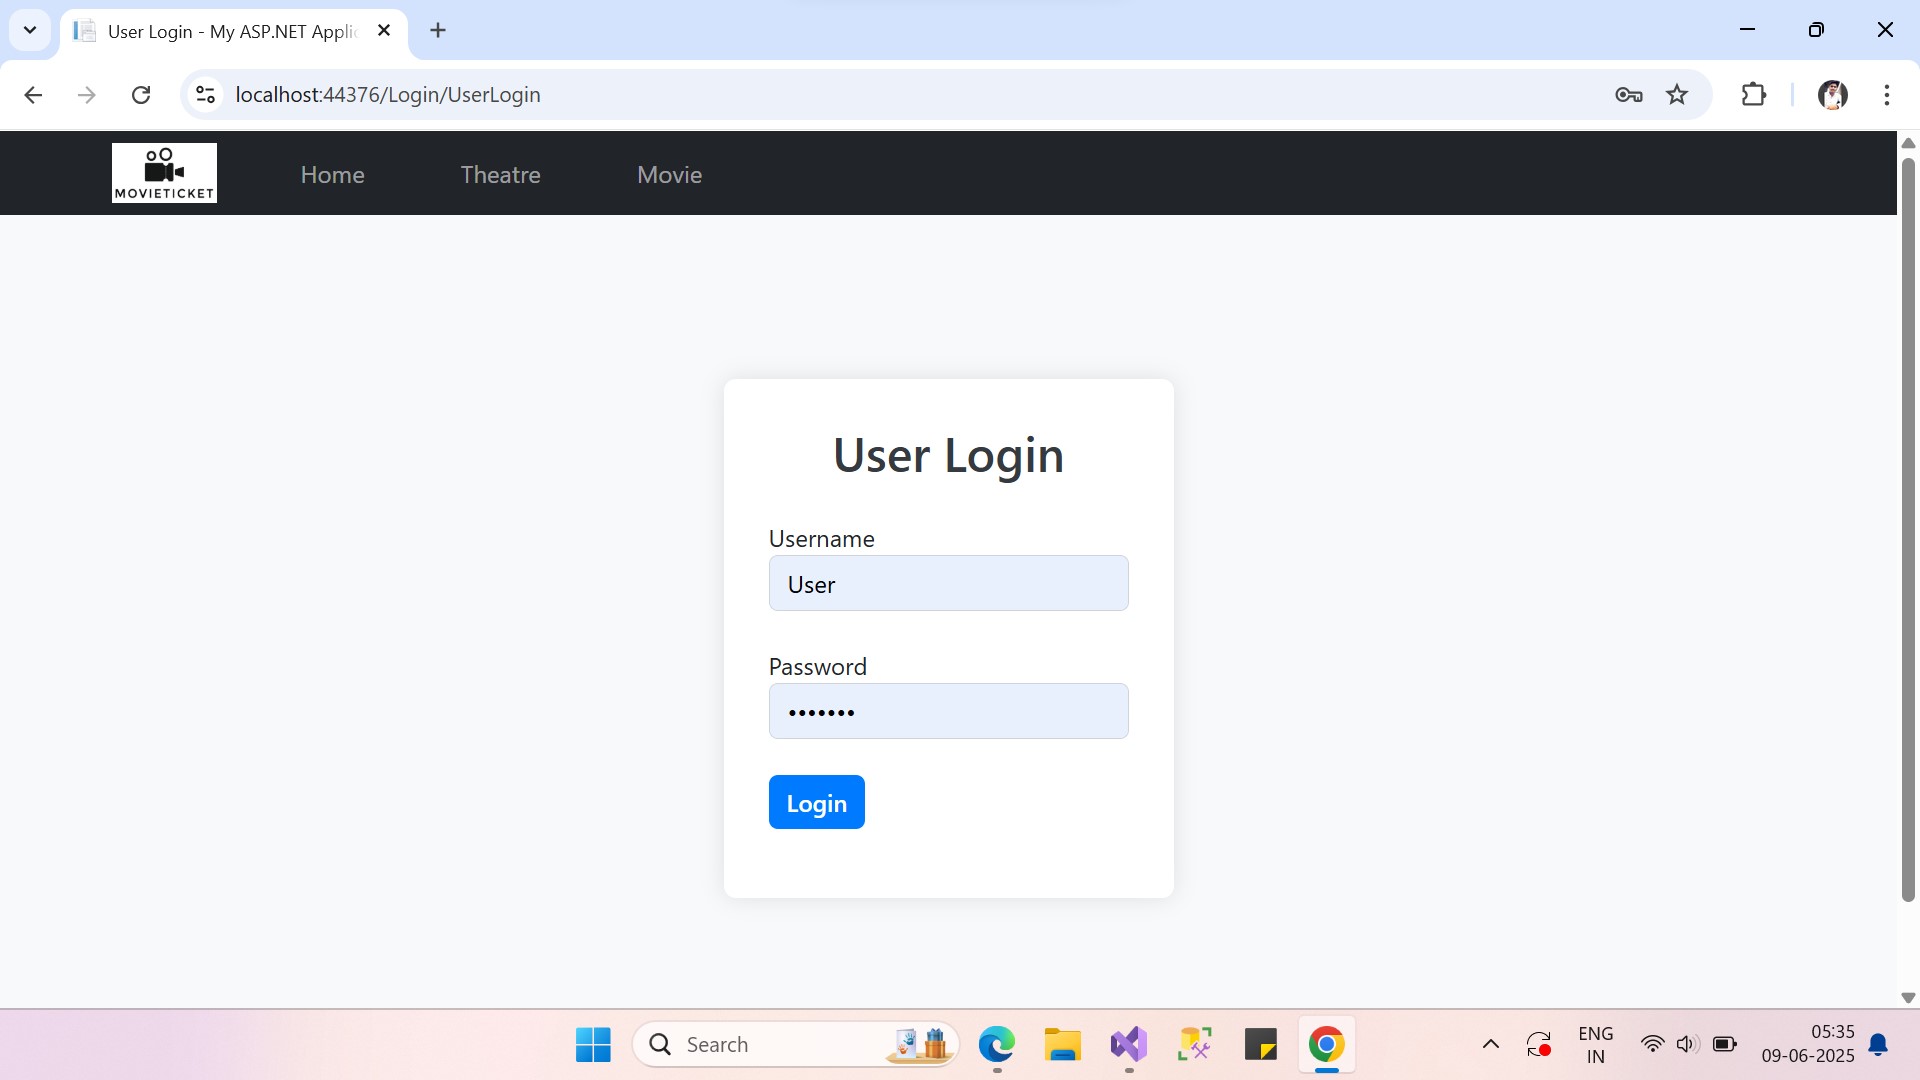 User Login - My ASP.NET Applic
localhost:44376/Login/UserLogin
MOVIETICKET
Home Theatre Movie
User Login
Username
User
Password
•••••••
Login
Search
ENG
IN
05:35
09-06-2025